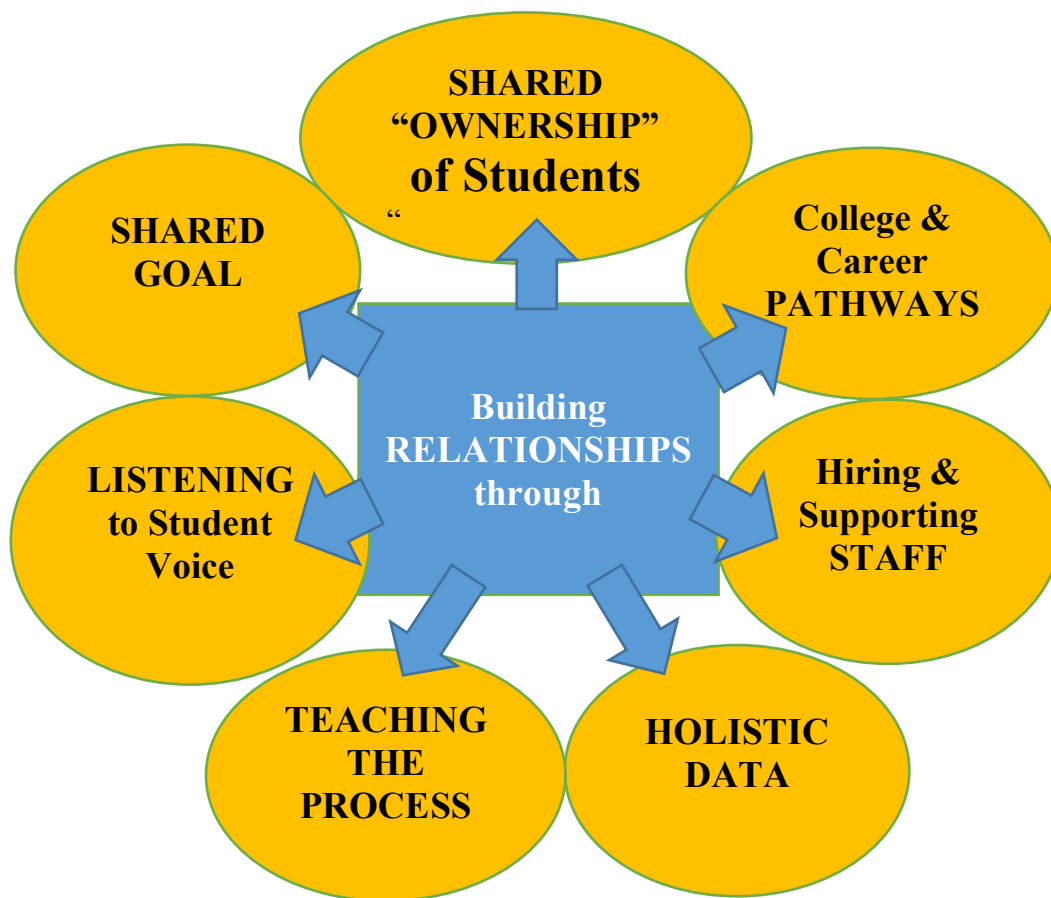 SHARED
“OWNERSHIP”
of Students
“
SHARED
GOAL
College &
Career
PATHWAYS
Building
RELATIONSHIPS
through
LISTENING
to Student
Voice
Hiring &
Supporting
STAFF
TEACHING
THE
PROCESS
HOLISTIC
DATA